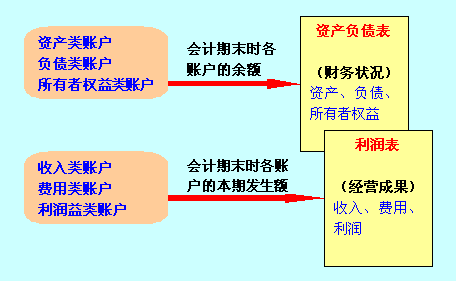 资产类账户
负债类账户
所有者权益类账户
会计期末时各
账户的余额
资产负债表
（财务状况）
资产、负债、
所有者权益
收入类账户
费用类账户
利润益类账户
会计期末时各账
户的本期发生额
利润表
（经营成果）
收入、费用、
利润